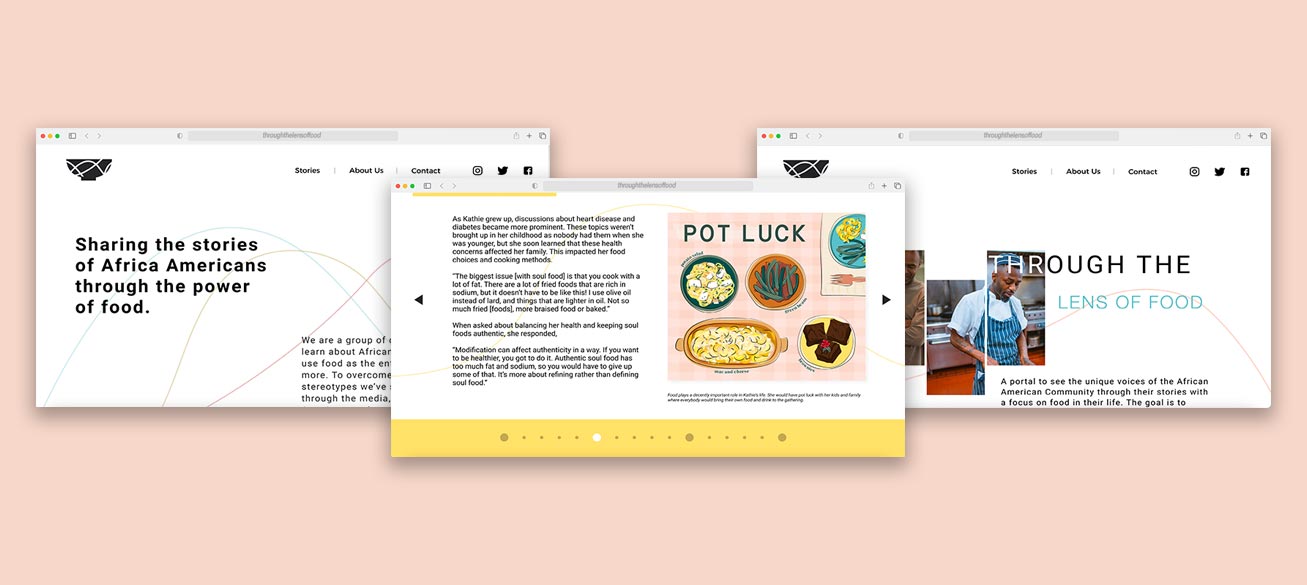 throughthelensoffood
Stories | About Us | Contact
Sharing the stories
of Africa Americans
through the power
of food.
We are a group of
learn about African
use food as the
more. To overcome
stereotypes we've
through the media,
throughthelensoffood
As Kathie grew up, discussions about heart disease and
diabetes became more prominent. These topics weren't
brought up in her childhood as nobody had them when she
was younger, but she soon learned that these health
concerns affected her family. This impacted her food
choices and cooking methods.
"The biggest issue [with soul food] is that you cook with a
lot of fat. There are a lot of fried foods that are rich in
sodium, but it doesn't have to be like this! I use olive oil
instead of lard, and things that are lighter in oil. Not so
much fried [foods], more braised food or baked."
When asked about balancing her health and keeping soul
foods authentic, she responded,
"Modification can affect authenticity in a way. If you want
to be healthier, you got to do it. Authentic soul food has
too much fat and sodium, so you would have to give up
some of that. It's more about refining rather than defining
soul food."
POT LUCK
potato salad
mac and cheese
Food plays a decently important role in Kathie's life. She would have pot luck with her kids and family
where everybody would bring their own food and drink to the gathering.
throughthelensoffood
Stories | About Us | Contact
THROUGH THE
LENS OF FOOD
A portal to see the unique voices of the African
American Community through their stories with
a focus on food in their life. The goal is to